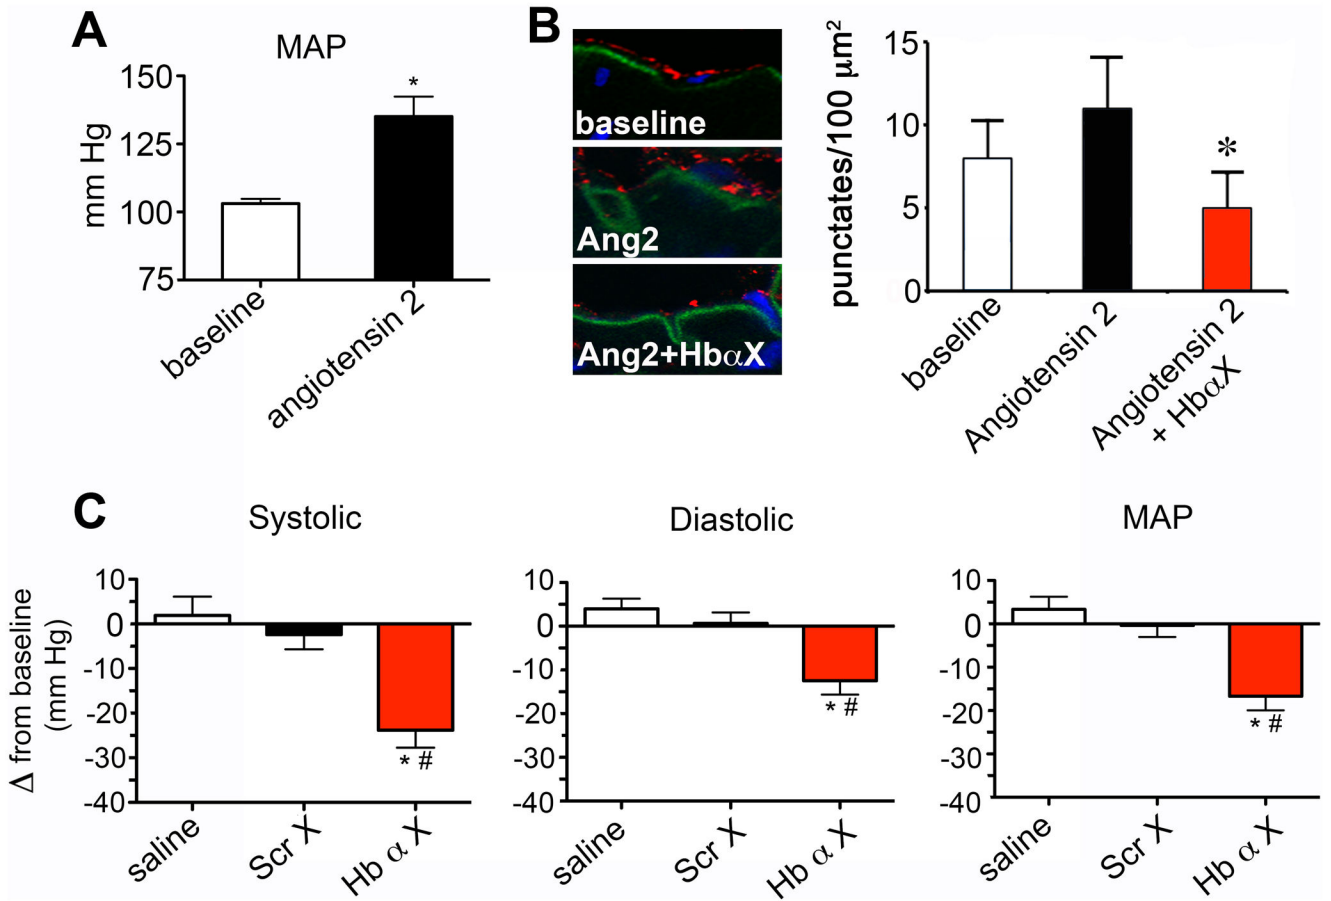 A
MAP
mm Hg
150
125
100
75
*
baseline
angiotensin 2
B
baseline
Ang2
Ang2+HbαX
punctates/100 µm²
15
10
5
0
*
baseline
Angiotensin 2
Angiotensin 2
+ HbαX
C
Δ from baseline
(mm Hg)
Systolic
10
0
-10
-20
-30
-40
* #
saline
Scr X
Hb α X
Diastolic
10
0
-10
-20
-30
-40
* #
saline
Scr X
Hb α X
MAP
10
0
-10
-20
-30
-40
* #
saline
Scr X
Hb α X